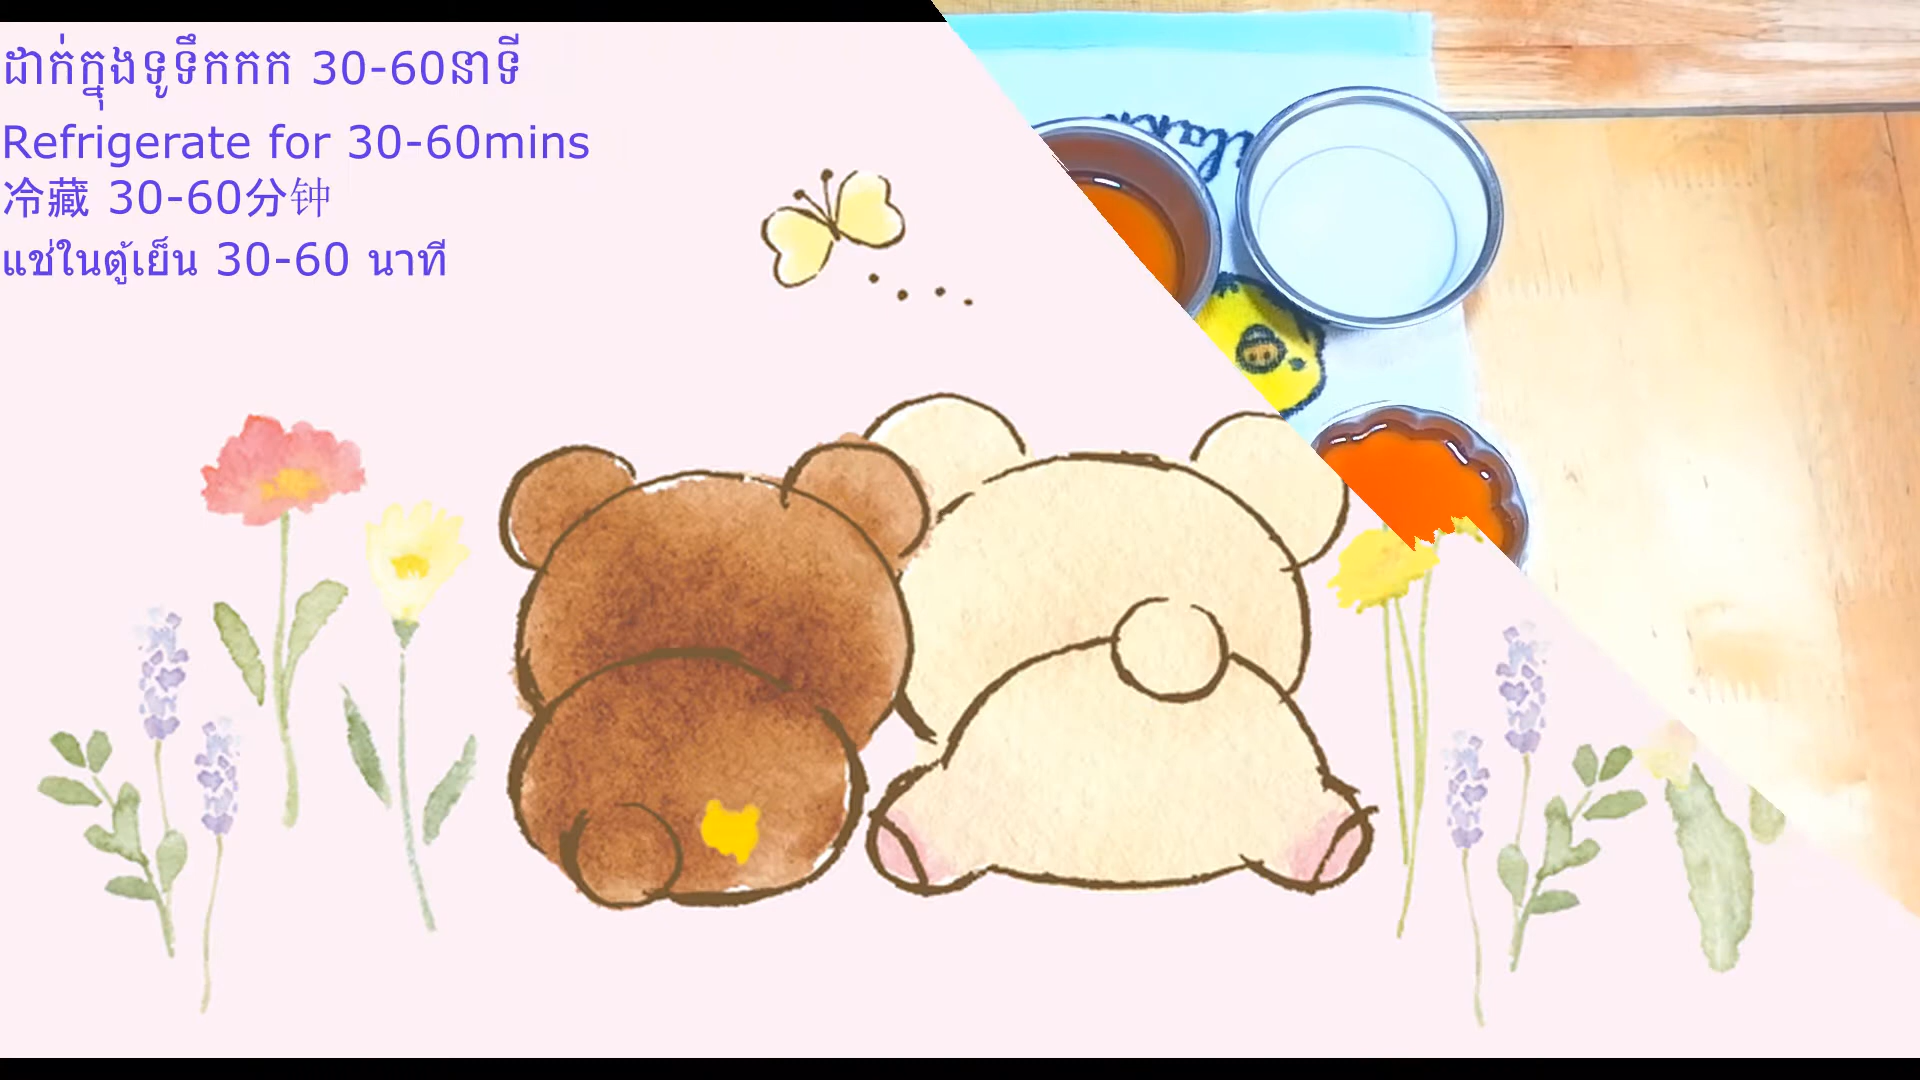 ដាក់ក្នុងទូទឹកកក 30-60នាទី
Refrigerate for 30-60mins
冷藏 30-60分钟
แช่ในตู้เย็น 30-60 นาที